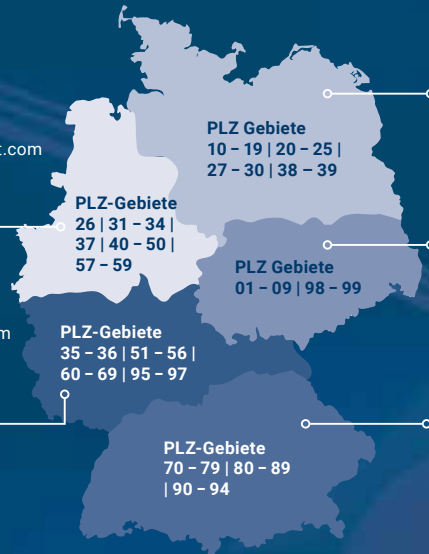 PLZ Gebiete
10 – 19 | 20 – 25 |
27 – 30 | 38 – 39
t.com
PLZ-Gebiete
26 | 31 – 34 |
37 | 40 – 50 |
57 – 59
PLZ Gebiete
01 – 09 | 98 – 99
m
PLZ-Gebiete
35 – 36 | 51 – 56 |
60 – 69 | 95 – 97
PLZ-Gebiete
70 – 79 | 80 – 89
| 90 – 94